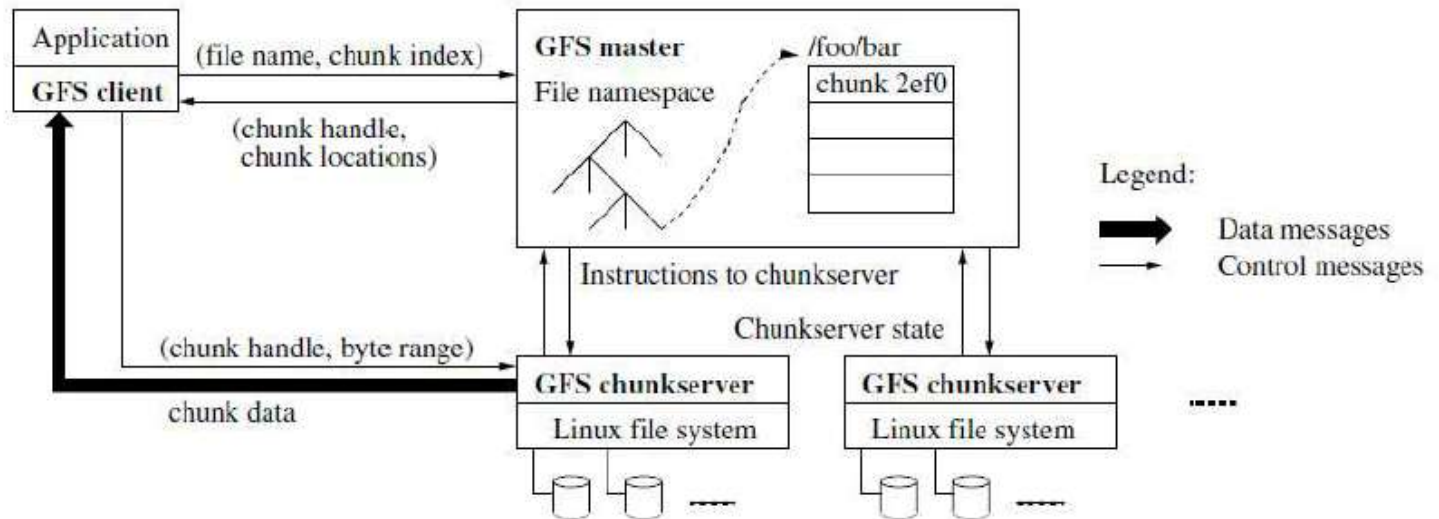 Application
GFS client
(file name, chunk index)
(chunk handle,
chunk locations)
GFS master
File namespace
/foo/bar
chunk 2ef0
Legend:
Data messages
Control messages
Instructions to chunkserver
Chunkserver state
(chunk handle, byte range)
chunk data
GFS chunkserver
Linux file system
GFS chunkserver
Linux file system